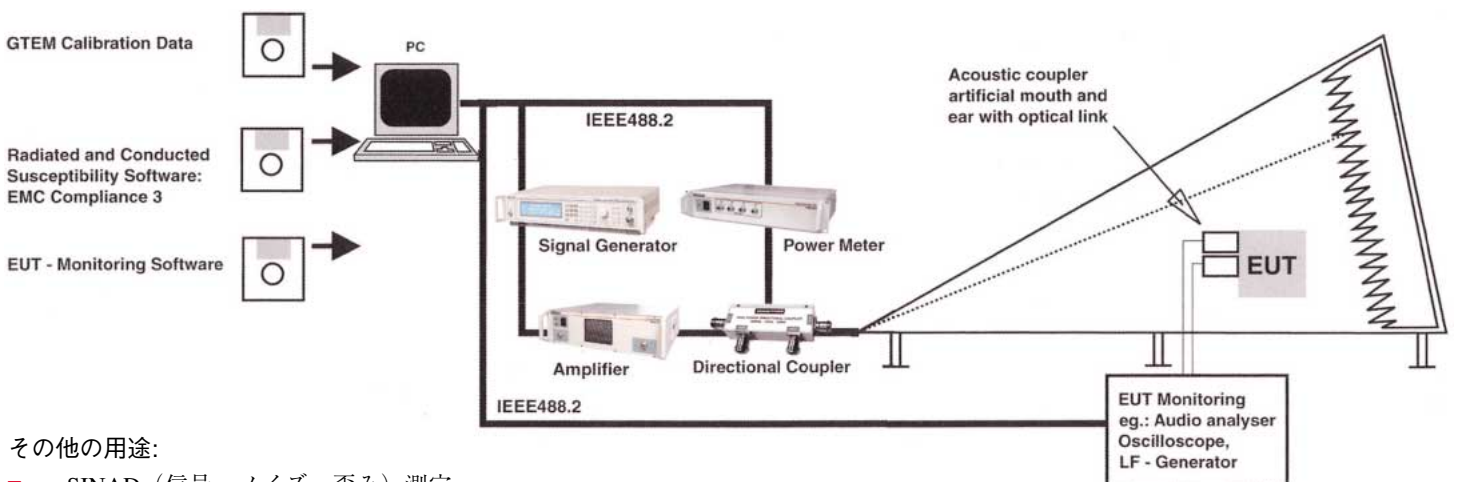 GTEM Calibration Data
PC
Radiated and Conducted
Susceptibility Software:
EMC Compliance 3
EUT - Monitoring Software
IEEE488.2
Signal Generator
Power Meter
Amplifier
Directional Coupler
IEEE488.2
Acoustic coupler
artificial mouth and
ear with optical link
EUT
EUT Monitoring
eg.: Audio analyser
Oscilloscope,
LF - Generator
その他の用途: